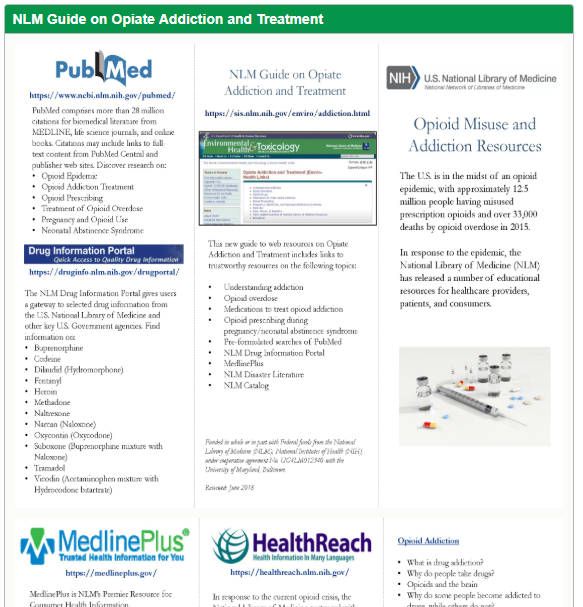 NLM Guide on Opiate Addiction and Treatment
PubMed
https://www.ncbi.nlm.nih.gov/pubmed/
PubMed comprises more than 28 million
citations for biomedical literature from
MEDLINE, life science journals, and online
books. Citations may include links to full-
text content from PubMed Central and
publisher web sites. Discover research on:
• Opioid Epidemic
• Opioid Addiction Treatment
• Opioid Prescribing
• Treatment of Opioid Overdose
• Pregnancy and Opioid Use
• Neonatal Abstinence Syndrome
Drug Information Portal
Quick Access to Quality Drug Information
https://druginfo.nlm.nih.gov/drugportal/
The NLM Drug Information Portal gives users
a gateway to selected drug information from
the U.S. National Library of Medicine and
other key U.S. Government agencies. Find
information on:
• Buprenorphine
• Codeine
• Dilaudid (Hydromorphone)
• Fentanyl
• Heroin
• Methadone
• Naltrexone
• Narcan (Naloxone)
• Oxycontin (Oxycodone)
• Suboxone (Buprenorphine mixture with
Naloxone)
• Tramadol
• Vicodin (Acetaminophen mixture with
Hydrocodone bitartrate)
NLM Guide on Opiate
Addiction and Treatment
https://sis.nlm.nih.gov/enviro/addiction.html
Environmental
Health & Toxicology
Opiate Addiction and Treatment (Enviro-
Health Links)
This new guide to web resources on Opiate
Addiction and Treatment includes links to
trustworthy resources on the following topics:
• Understanding addiction
• Opioid overdose
• Medications to treat opioid addiction
• Opioid prescribing during
pregnancy/neonatal abstinence syndrome
• Pre-formulated searches of PubMed
• NLM Drug Information Portal
• MedlinePlus
• NLM Disaster Literature
• NLM Catalog
Funded in whole or in part with Federal funds from the National
Library of Medicine (NLM), National Institutes of Health (NIH),
under cooperative agreement No. UG4LM012340 with the
University of Maryland, Baltimore.
Revised: June 2018
NIH U.S. National Library of Medicine
National Network of Libraries of Medicine
Opioid Misuse and
Addiction Resources
The U.S. is in the midst of an opioid
epidemic, with approximately 12.5
million people having misused
prescription opioids and over 33,000
deaths by opioid overdose in 2015.
In response to the epidemic, the
National Library of Medicine (NLM)
has released a number of educational
resources for healthcare providers,
patients, and consumers.
MedlinePlus®
Trusted Health Information for You
https://medlineplus.gov/
MedlinePlus is NLM's Premier Resource for
Consumer Health Information.
HealthReach
Health Information in Many Languages
https://healthreach.nlm.nih.gov/
In response to the current opioid crisis, the
Opioid Addiction
• What is drug addiction?
• Why do people take drugs?
• Opioids and the brain
• Why do some people become addicted to
drugs, while others do not?